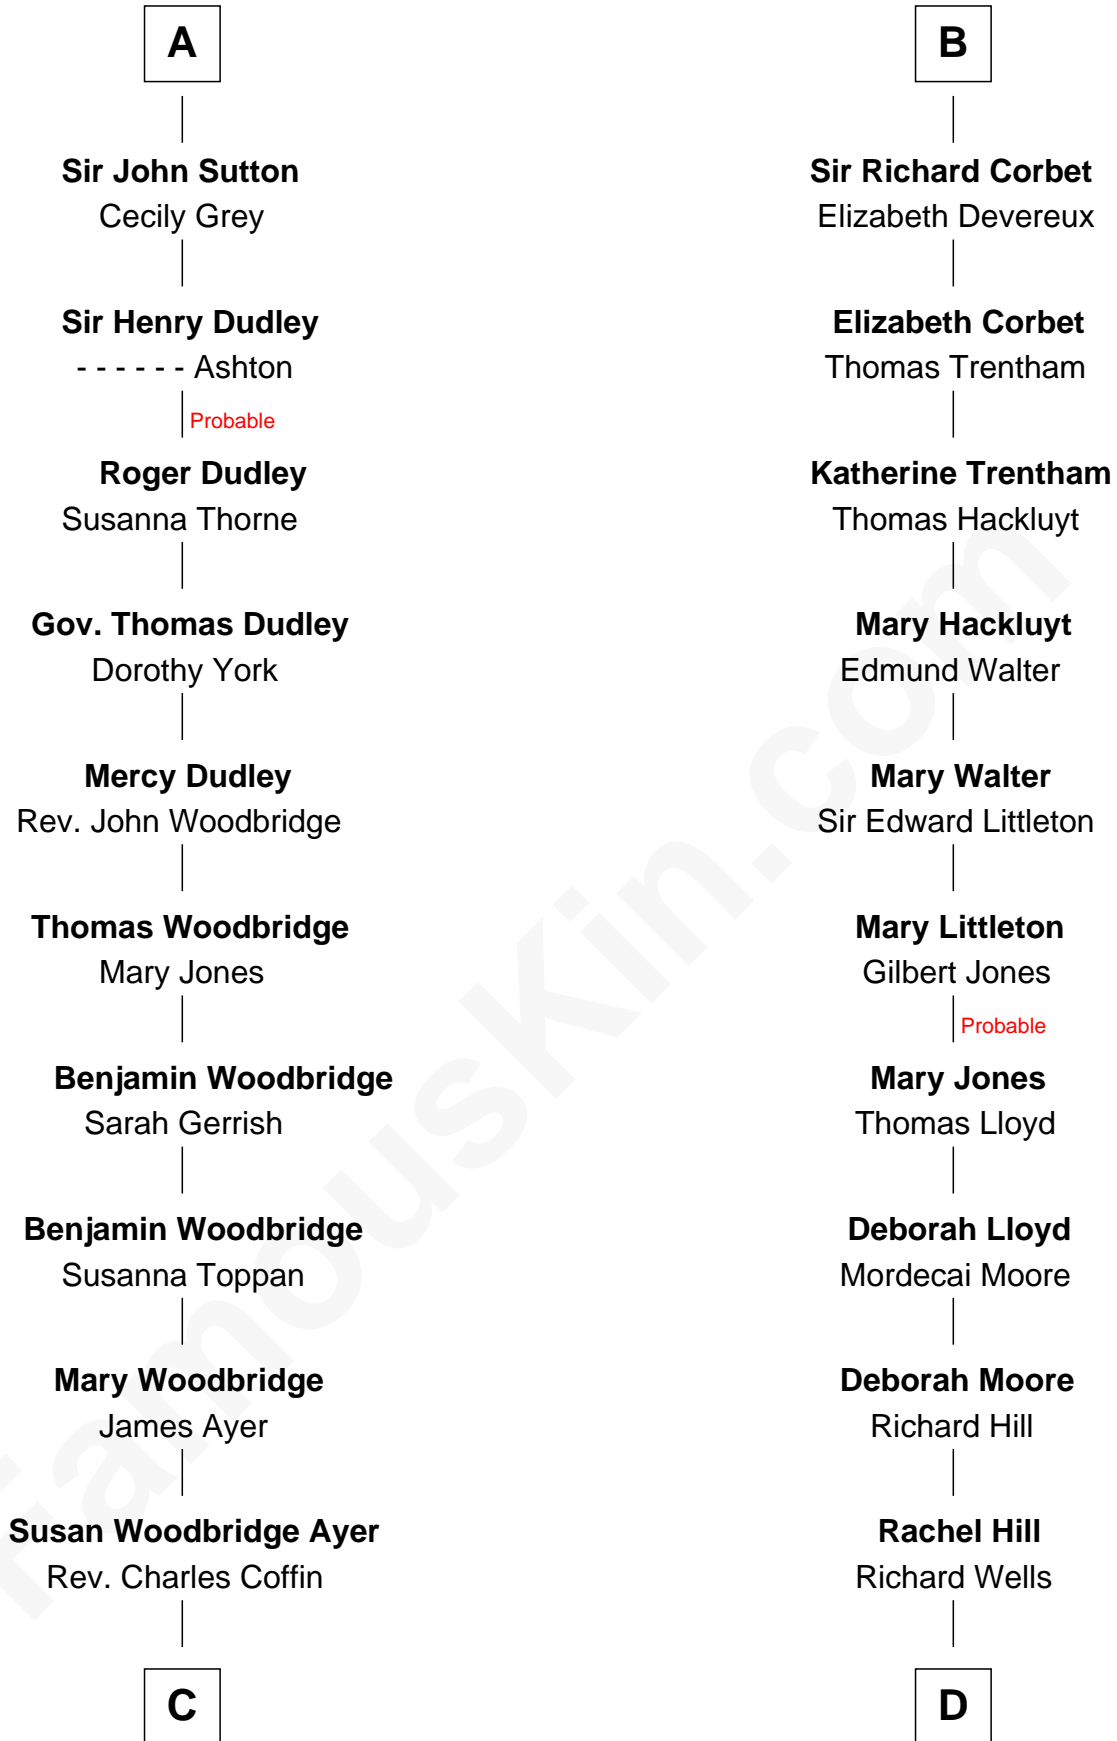 A
Sir John Sutton
Cecily Grey
Sir Henry Dudley
- - - - - - Ashton
Probable
Roger Dudley
Susanna Thorne
Gov. Thomas Dudley
Dorothy York
Mercy Dudley
Rev. John Woodbridge
Thomas Woodbridge
Mary Jones
Benjamin Woodbridge
Sarah Gerrish
Benjamin Woodbridge
Susanna Toppan
Mary Woodbridge
James Ayer
Susan Woodbridge Ayer
Rev. Charles Coffin
C
B
Sir Richard Corbet
Elizabeth Devereux
Elizabeth Corbet
Thomas Trentham
Katherine Trentham
Thomas Hackluyt
Mary Hackluyt
Edmund Walter
Mary Walter
Sir Edward Littleton
Mary Littleton
Gilbert Jones
Probable
Mary Jones
Thomas Lloyd
Deborah Lloyd
Mordecai Moore
Deborah Moore
Richard Hill
Rachel Hill
Richard Wells
D
FamousKin.com